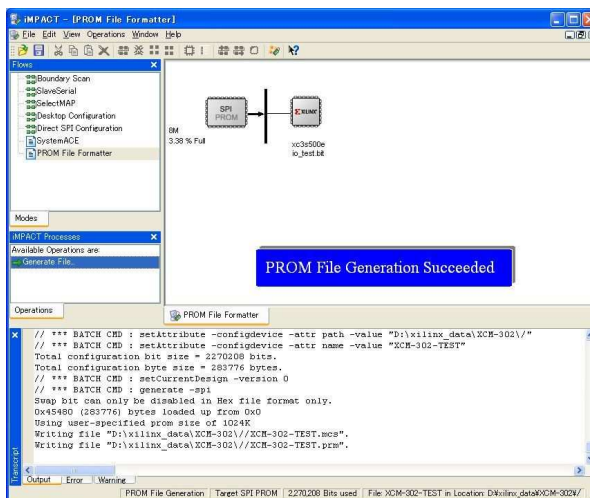 iMPACT - [PROM File Formatter]
File Edit View Operations Window Help
Flows
Boundary Scan
SlaveSerial
SelectMAP
Desktop Configuration
Direct SPI Configuration
SystemACE
PROM File Formatter
Modes
iMPACT Processes
Available Operations are:
Generate File...
Operations
SPI
PROM
8M
3.38 % Full
XILINX
xc3s500e
io_test.bit
PROM File Generation Succeeded
PROM File Formatter
// *** BATCH CMD : setAttribute -configdevice -attr path -value "D:\xilinx_data\XCM-302\/"
// *** BATCH CMD : setAttribute -configdevice -attr name -value "XCM-302-TEST"
Total configuration bit size = 2270208 bits.
Total configuration byte size = 283776 bytes.
// *** BATCH CMD : setCurrentDesign -version 0
// *** BATCH CMD : generate -spi
Swap bit can only be disabled in Hex file format only.
0x45480 (283776) bytes loaded up from 0x0
Using user-specified prom size of 1024K
Writing file "D:\xilinx_data\XCM-302\//XCM-302-TEST.mcs".
Writing file "D:\xilinx_data\XCM-302\//XCM-302-TEST.prm".
Transcript
Output Error Warning
PROM File Generation Target SPI PROM 2,270,208 Bits used File: XCM-302-TEST in Location: D:¥xilinx_data¥XCM-302¥/